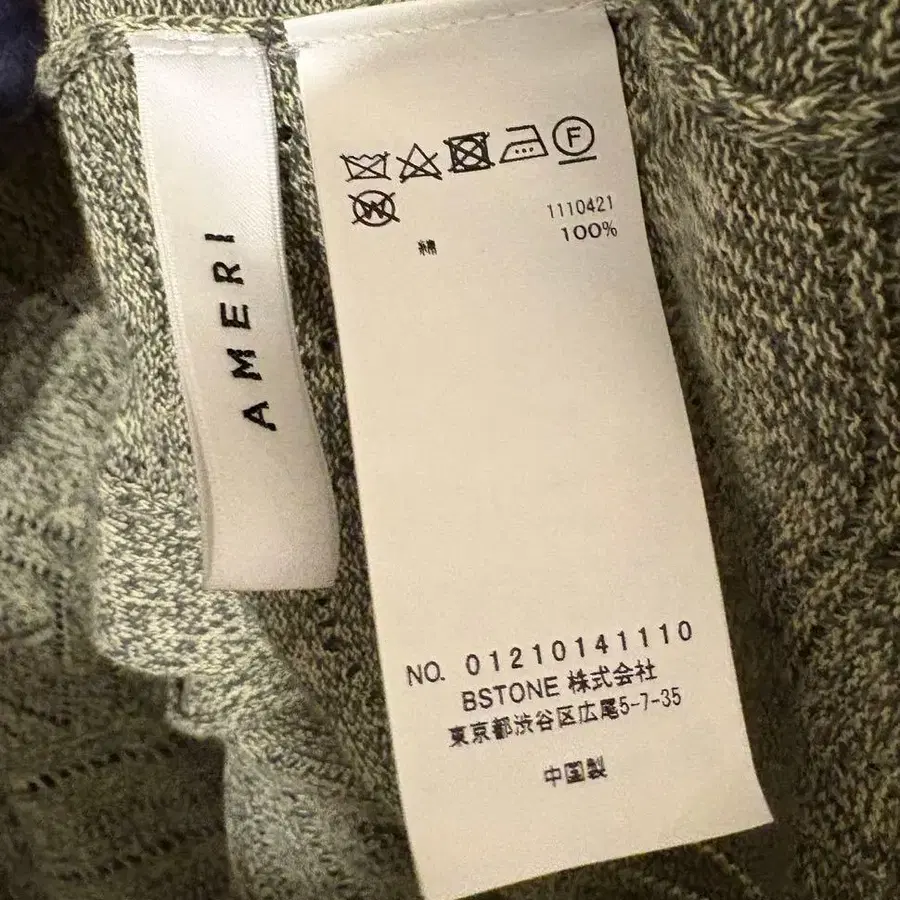 AMERI
F
W
1110421
綿 100%
NO. 01210141110
BSTONE 株式会社
東京都渋谷区広尾5-7-35
中国製